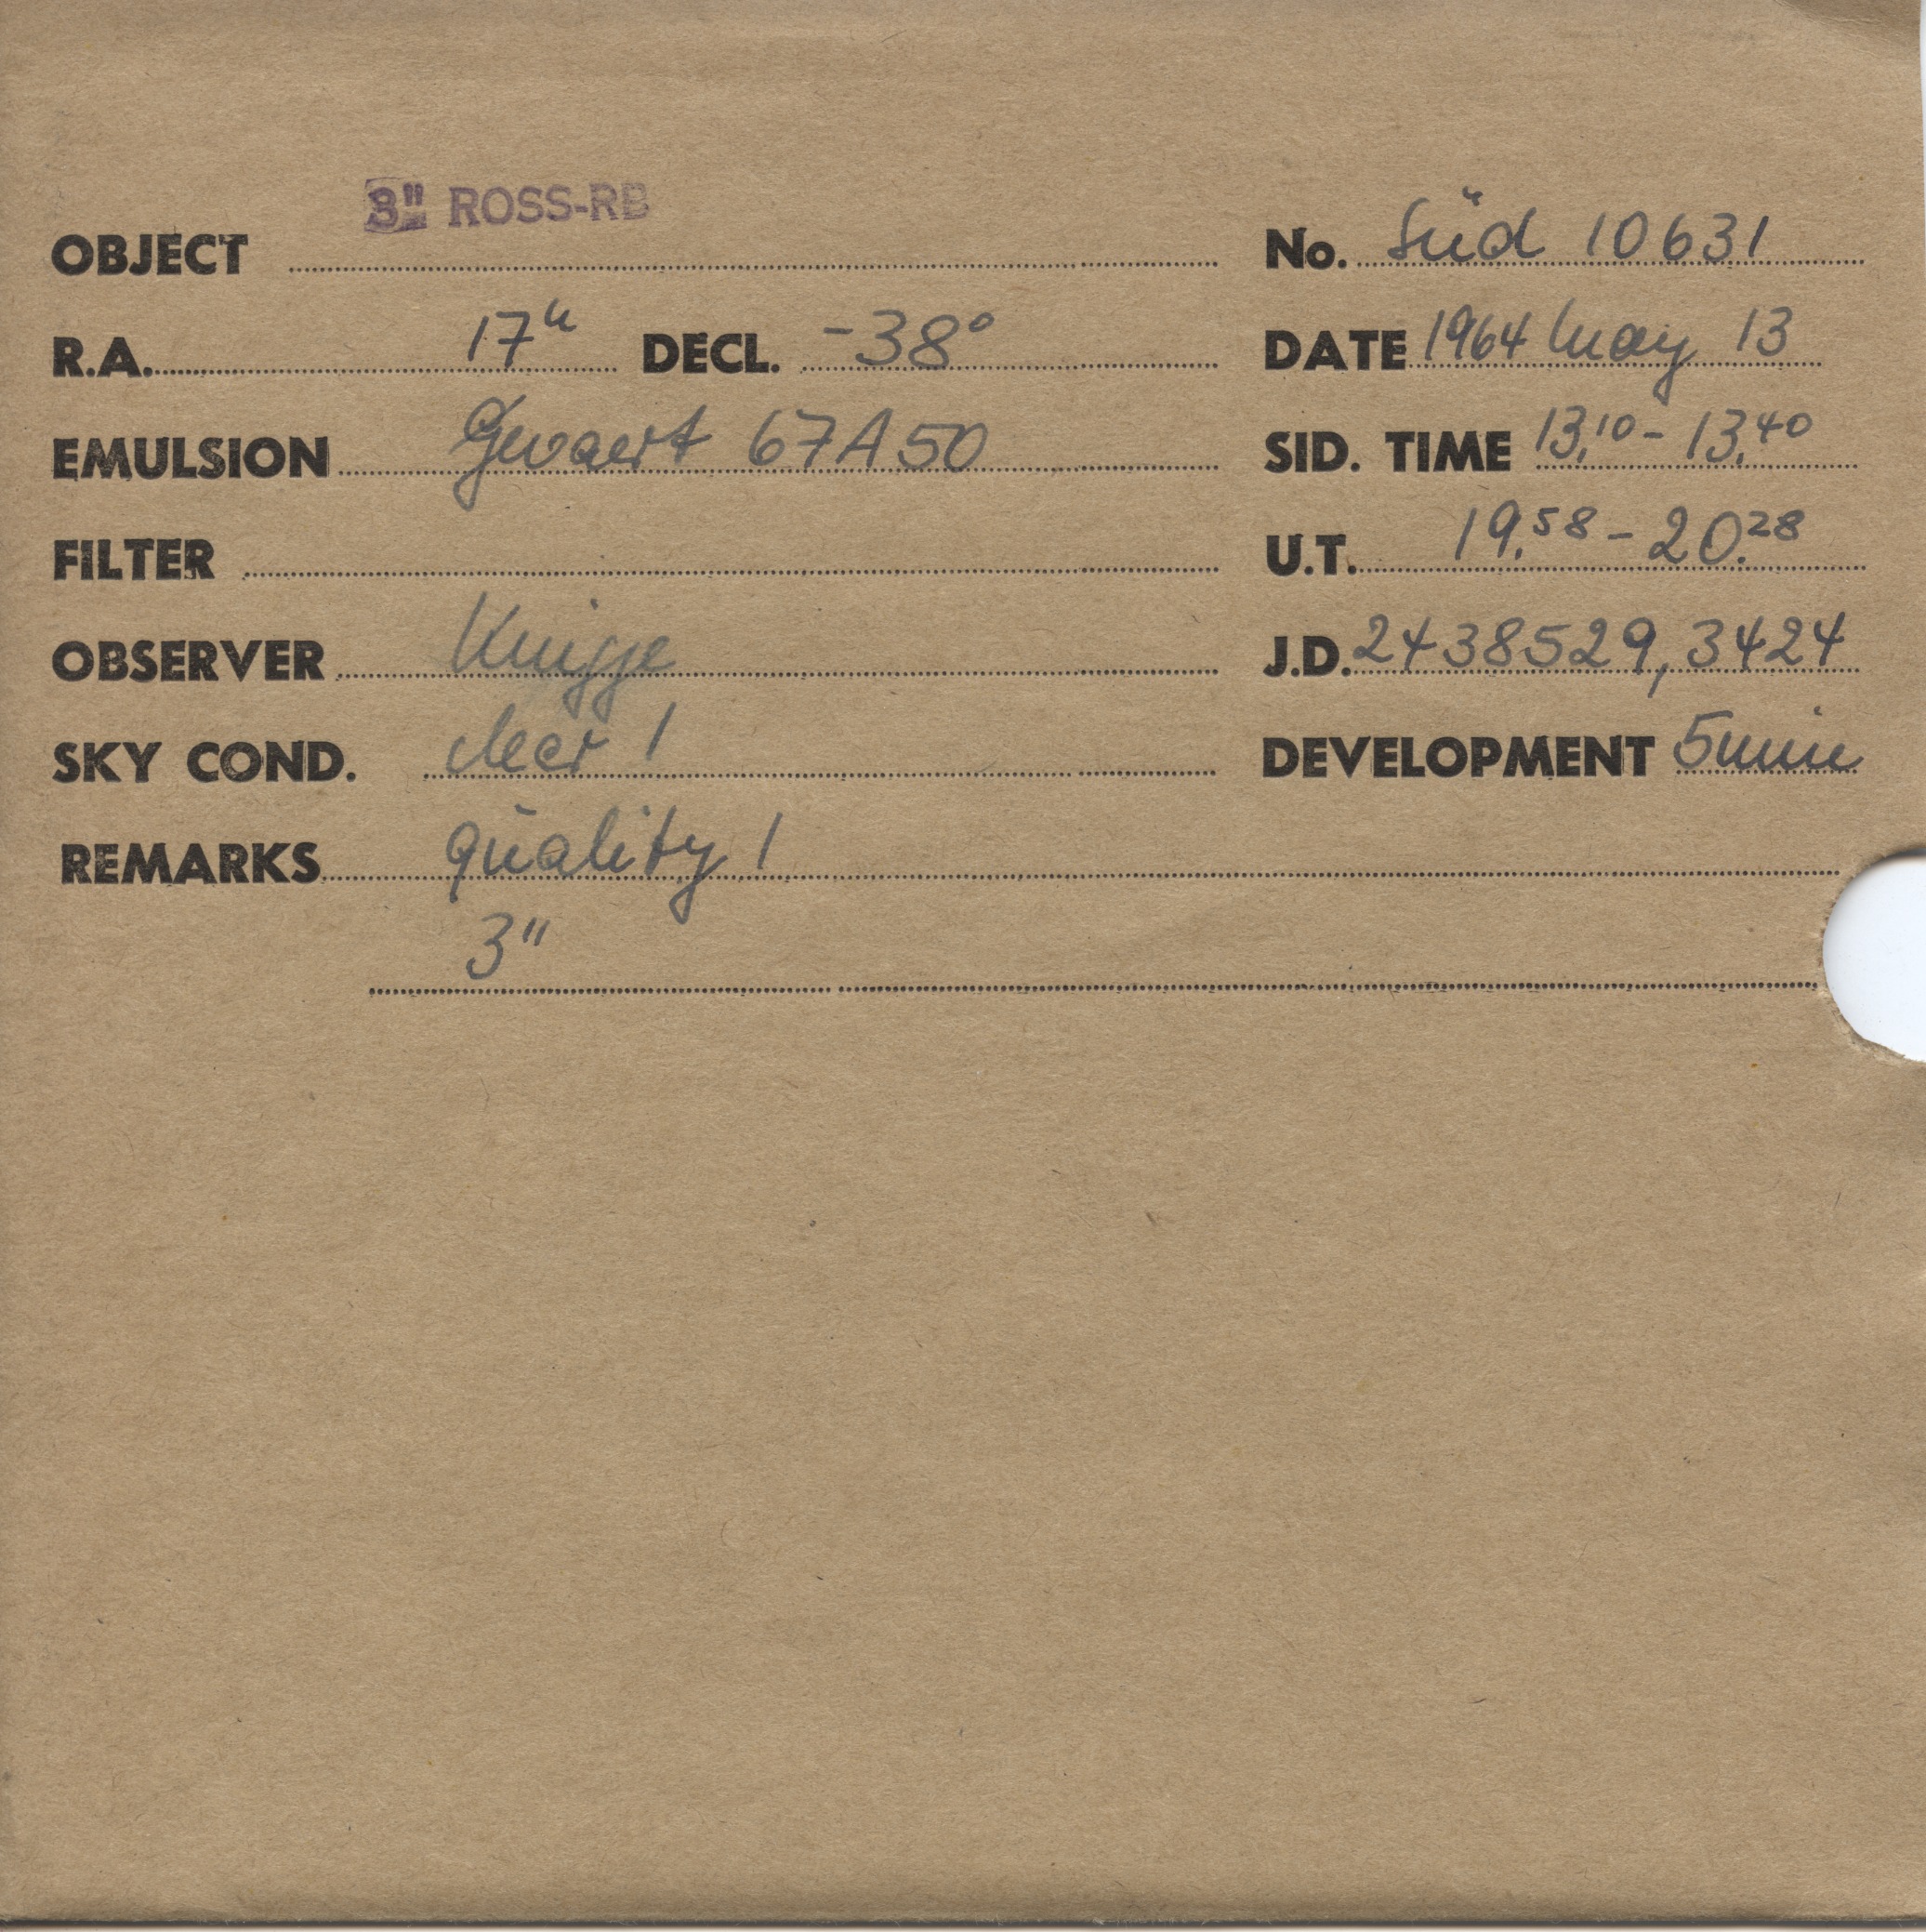 3" ROSS-RB
OBJECT No. Süd 10631
R.A. 17h DECL. -38° DATE 1964 May 13
EMULSION Gevaert 67A50 SID. TIME 13.10 - 13.40
FILTER U.T. 19.58 - 20.28
OBSERVER Knigge J.D. 2438529,3424
SKY COND. clear 1 DEVELOPMENT 5min
REMARKS quality 1
3"